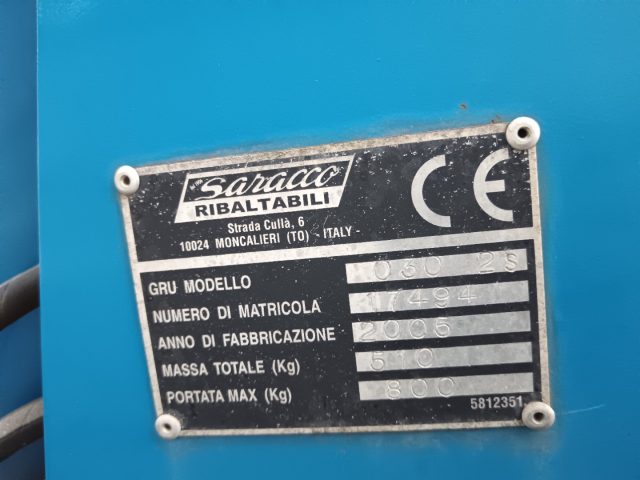 Saracco
RIBALTABILI
Strada Cullà, 6
10024 MONCALIERI (TO) - ITALY -
CE
GRU MODELLO 030 2S
NUMERO DI MATRICOLA 17494
ANNO DI FABBRICAZIONE 2006
MASSA TOTALE (Kg) 510
PORTATA MAX (Kg) 800
5812351